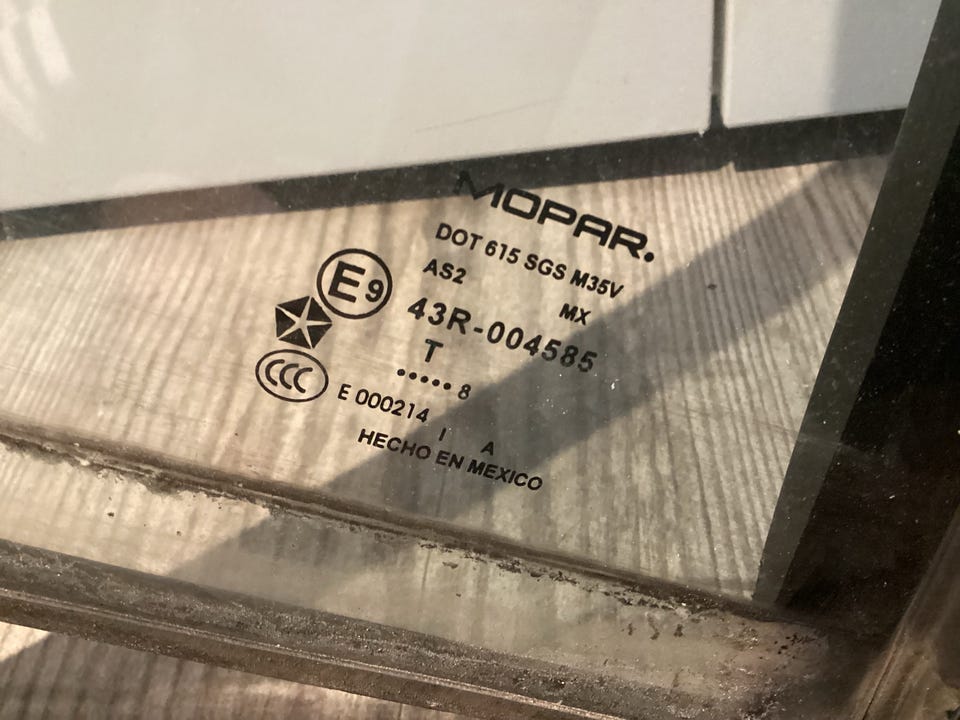 MOPAR.
DOT 615 SGS M35V
AS2 MX
E9
43R-004585
T
•••••8
CCC
E 000214
I A
HECHO EN MEXICO